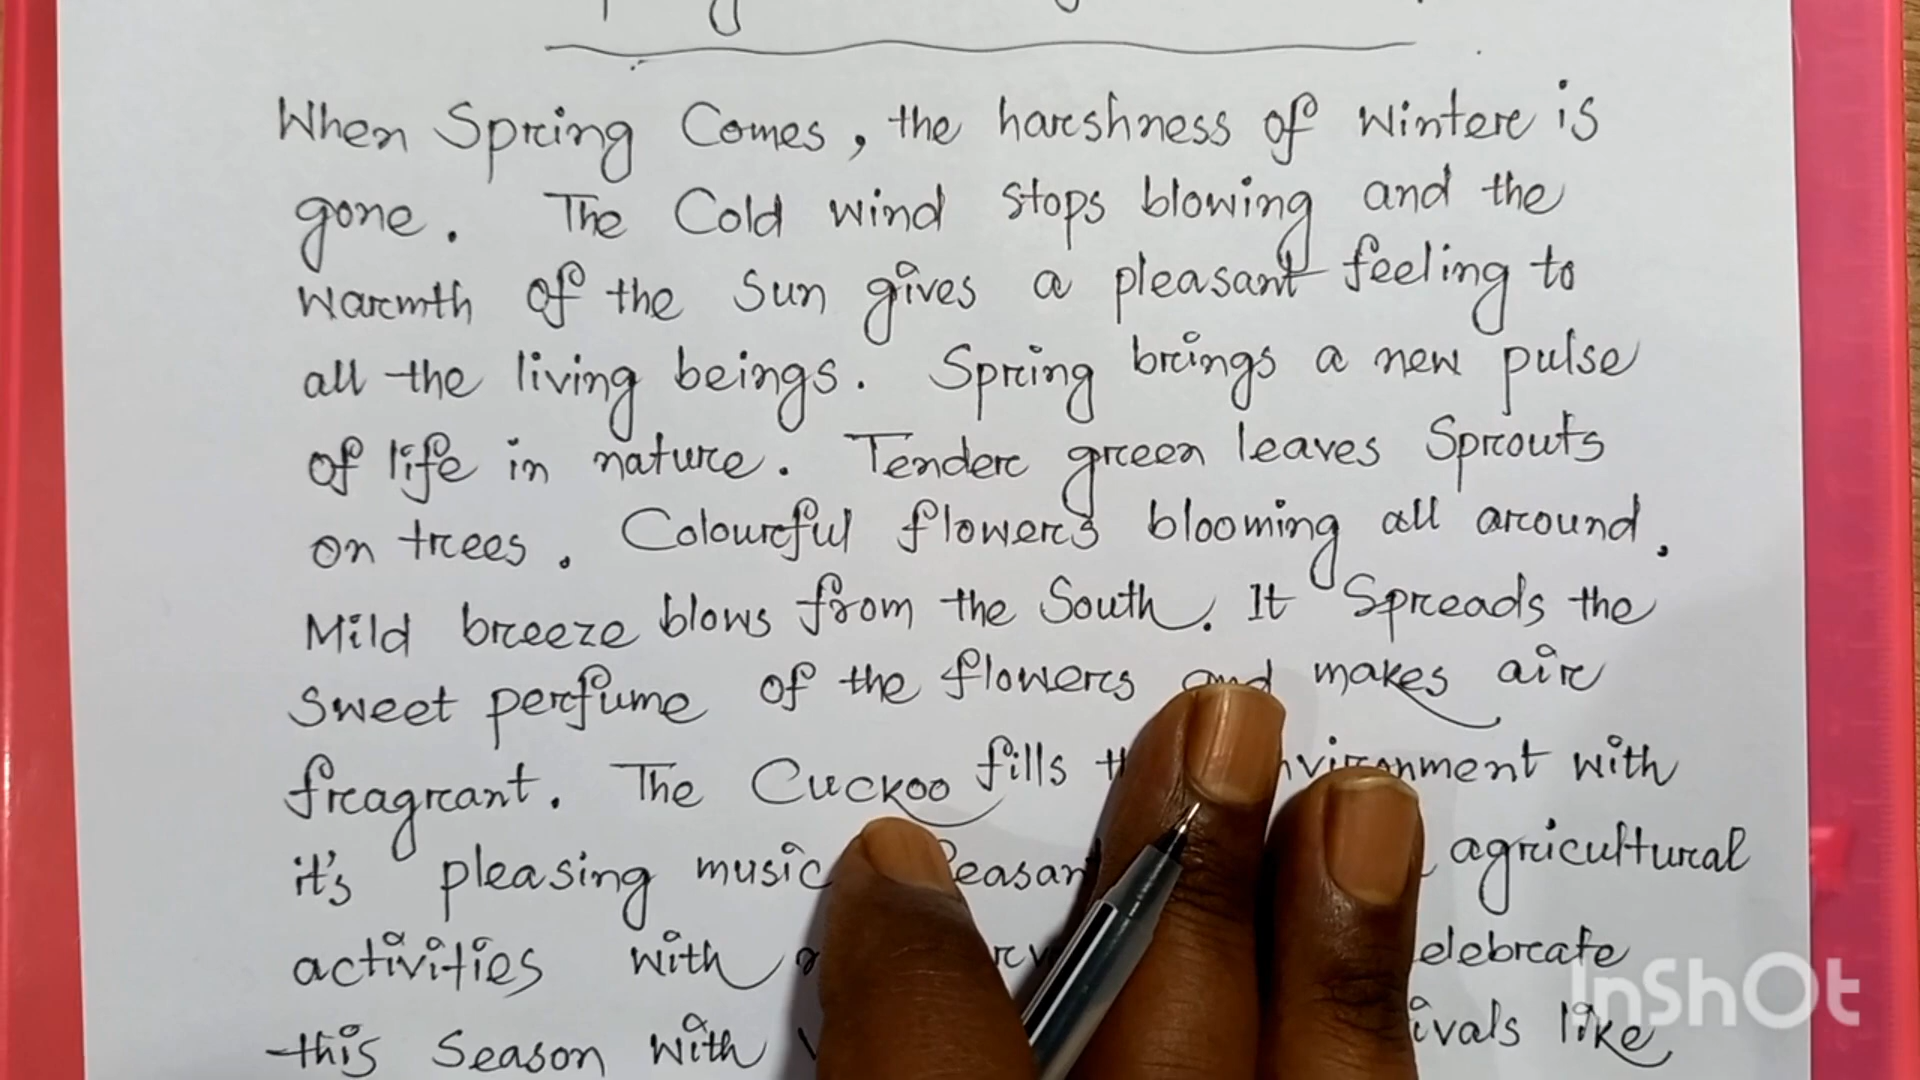 When Spring Comes, the harshness of Winter is
gone. The Cold wind stops blowing and the
Warmth of the Sun gives a pleasant feeling to
all the living beings. Spring brings a new pulse
of life in nature. Tender green leaves Sprouts
on trees. Colourful flowers blooming all around.
Mild breeze blows from the South. It Spreads the
Sweet perfume of the flowers and makes air
fragrant. The Cuckoo fills with
it's pleasing music agricultural
activities with
this Season with like
InShOt